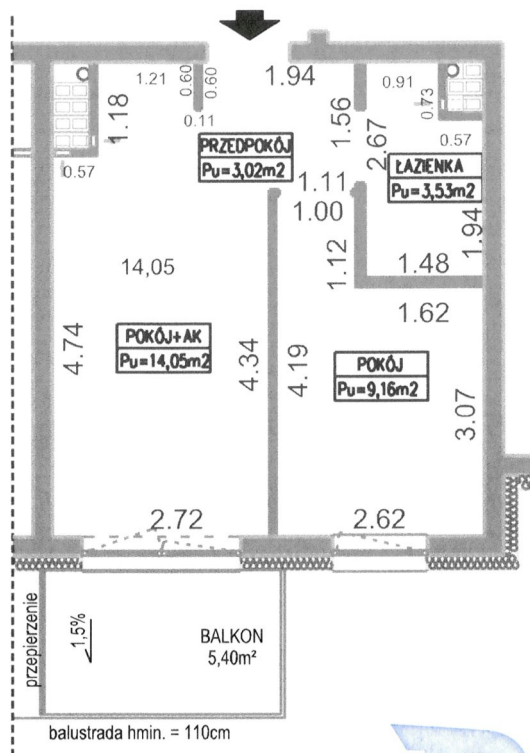 1.21
0.60
0.60
1.94
0.91
1.18
0.11
1.56
0.73
2.67
0.57
0.57
PRZEDPOKÓJ
Pu=3,02m2
ŁAZIENKA
Pu=3,53m2
1.11
1.00
1.94
1.12
1.48
14,05
1.62
POKÓJ+AK
Pu=14,05m2
4.74
4.34
4.19
POKÓJ
Pu=9,16m2
3.07
2.72
2.62
przepierzenie
1,5%
BALKON
5,40m²
balustrada hmin. = 110cm